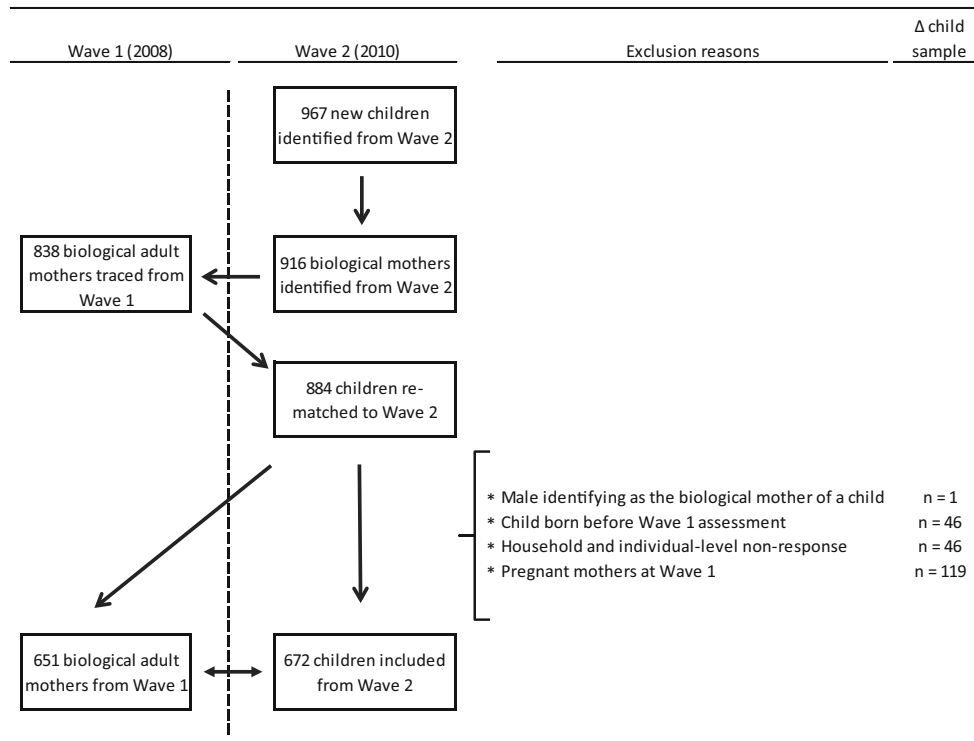 Wave 1 (2008)
Wave 2 (2010)
Exclusion reasons
Δ child
sample
967 new children
identified from Wave 2
838 biological adult
mothers traced from
Wave 1
916 biological mothers
identified from Wave 2
884 children re-
matched to Wave 2
* Male identifying as the biological mother of a child n = 1
* Child born before Wave 1 assessment n = 46
* Household and individual-level non-response n = 46
* Pregnant mothers at Wave 1 n = 119
651 biological adult
mothers from Wave 1
672 children included
from Wave 2